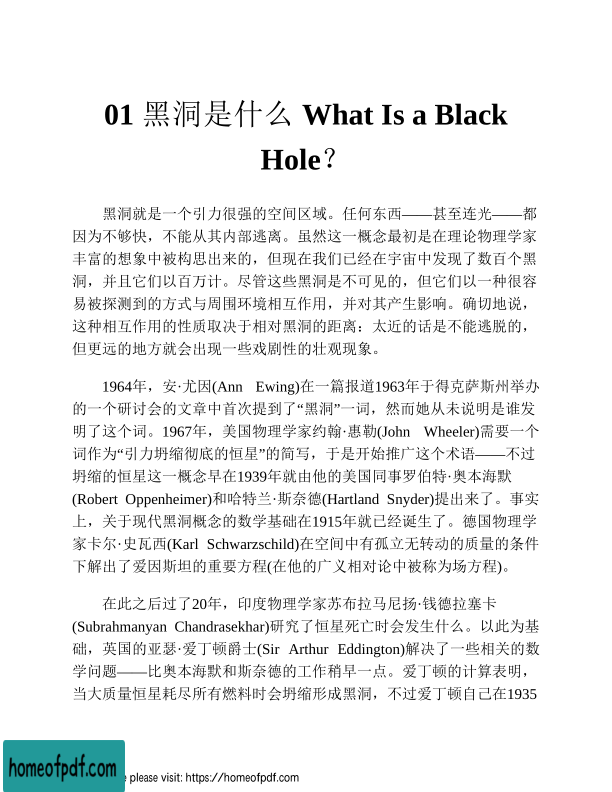 01 黑洞是什么 What Is a Black
Hole?
黑洞就是一个引力很强的空间区域。任何东西——甚至连光——都
因为不够快，不能从其内部逃离。虽然这一概念最初是在理论物理学家
丰富的想象中被构思出来的，但现在我们已经在宇宙中发现了数百个黑
洞，并且它们以百万计。尽管这些黑洞是不可见的，但它们以一种很容
易被探测到的方式与周围环境相互作用，并对其产生影响。确切地说，
这种相互作用的性质取决于相对黑洞的距离：太近的话是不能逃脱的，
但更远的地方就会出现一些戏剧性的壮观现象。
1964年，安·尤因(Ann Ewing)在一篇报道1963年于得克萨斯州举办
的一个研讨会的文章中首次提到了“黑洞”一词，然而她从未说明是谁发
明了这个词。1967年，美国物理学家约翰·惠勒(John Wheeler)需要一个
词作为“引力坍缩彻底的恒星”的简写，于是开始推广这个术语——不过
坍缩的恒星这一概念早在1939年就由他的美国同事罗伯特·奥本海默
(Robert Oppenheimer)和哈特兰·斯奈德(Hartland Snyder)提出来了。事实
上，关于现代黑洞概念的数学基础在1915年就已经诞生了。德国物理学
家卡尔·史瓦西(Karl Schwarzschild)在空间中有孤立无转动的质量的条件
下解出了爱因斯坦的重要方程(在他的广义相对论中被称为场方程)。
在此之后过了20年，印度物理学家苏布拉马尼扬·钱德拉塞卡
(Subrahmanyan Chandrasekhar)研究了恒星死亡时会发生什么。以此为基
础，英国的亚瑟·爱丁顿爵士(Sir Arthur Eddington)解决了一些相关的数
学问题——比奥本海默和斯奈德的工作稍早一点。爱丁顿的计算表明，
当大质量恒星耗尽所有燃料时会坍缩形成黑洞，不过爱丁顿自己在1935
homeofpdf.com
please visit: https://homeofpdf.com